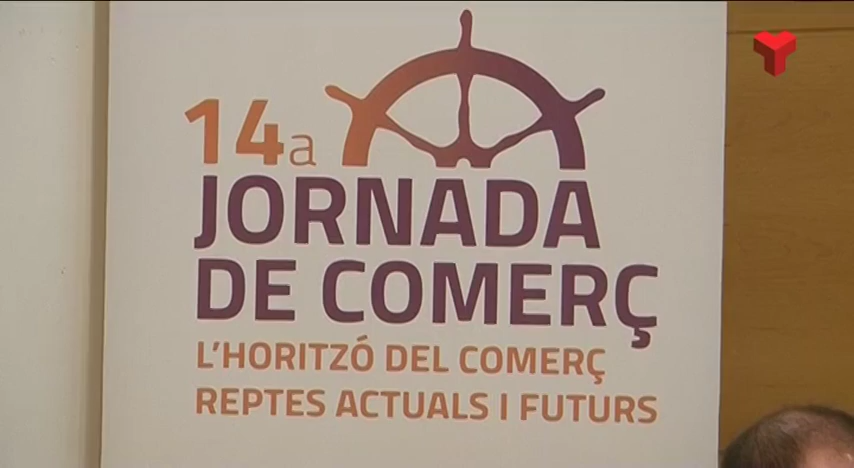 14a
JORNADA
DE COMERÇ
L'HORITZÓ DEL COMERÇ
REPTES ACTUALS I FUTURS